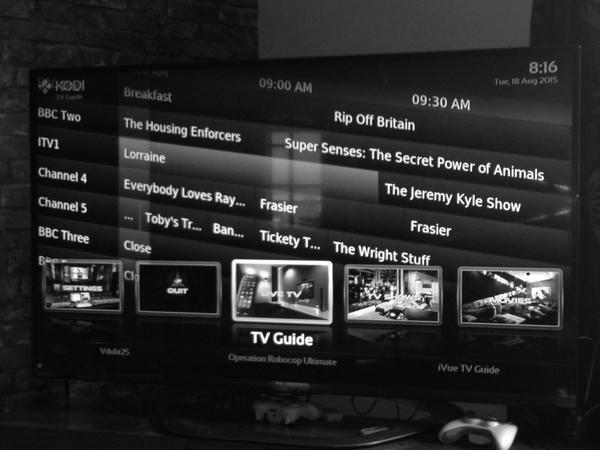 KODI
TV Guide
09:00 AM
09:30 AM
8:16
Tue, 18 Aug 2015
Breakfast
Rip Off Britain
BBC Two
The Housing Enforcers
Super Senses: The Secret Power of Animals
ITV1
Lorraine
The Jeremy Kyle Show
Channel 4
Everybody Loves Ray...
Frasier
Frasier
Channel 5
...
Toby's Tr...
Ban...
Tickety T...
The Wright Stuff
BBC Three
Close
SETTINGS
QUIT
LIVE TV
TV SHOWS
MOVIES
TV Guide
Vdubt25
Operation Robocop Ultimate
iVue TV Guide